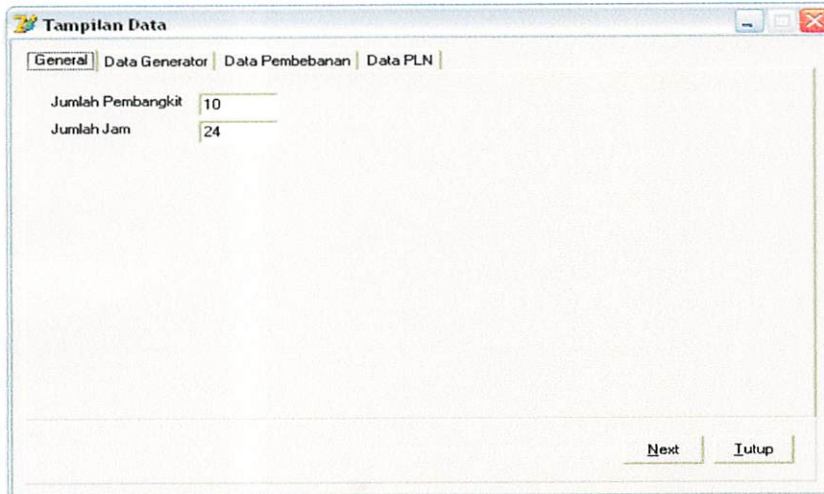 Tampilan Data
General Data Generator Data Pembebanan Data PLN
Jumlah Pembangkit 10
Jumlah Jam 24
Next Tutup